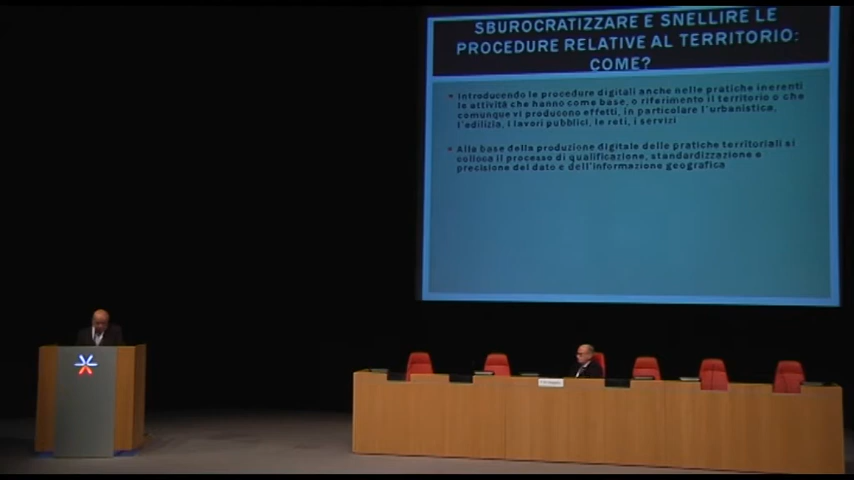 SBUROCRATIZZARE E SNELLIRE LE
PROCEDURE RELATIVE AL TERRITORIO:
COME?
Introducendo le procedure digitali anche nelle pratiche inerenti
le attività che hanno come base, o riferimento il territorio o che
comunque vi producono effetti, in particolare l'urbanistica,
l'edilizia, i lavori pubblici, le reti, i servizi
Alla base della produzione digitale delle pratiche territoriali si
colloca il processo di qualificazione, standardizzazione e
precisione del dato e dell'informazione geografica